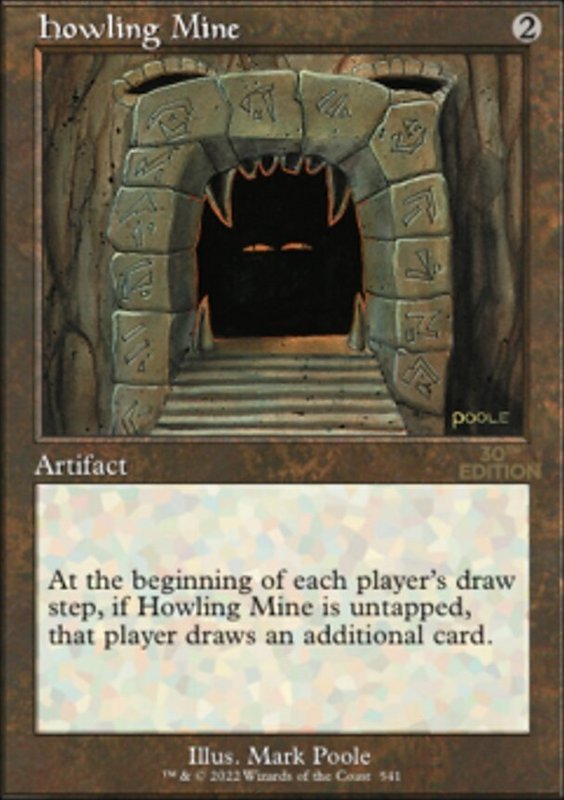 Howling Mine 2
POOLE
Artifact
30TH
EDITION
At the beginning of each player's draw
step, if Howling Mine is untapped,
that player draws an additional card.
Illus. Mark Poole
™ & © 2022 Wizards of the Coast 541